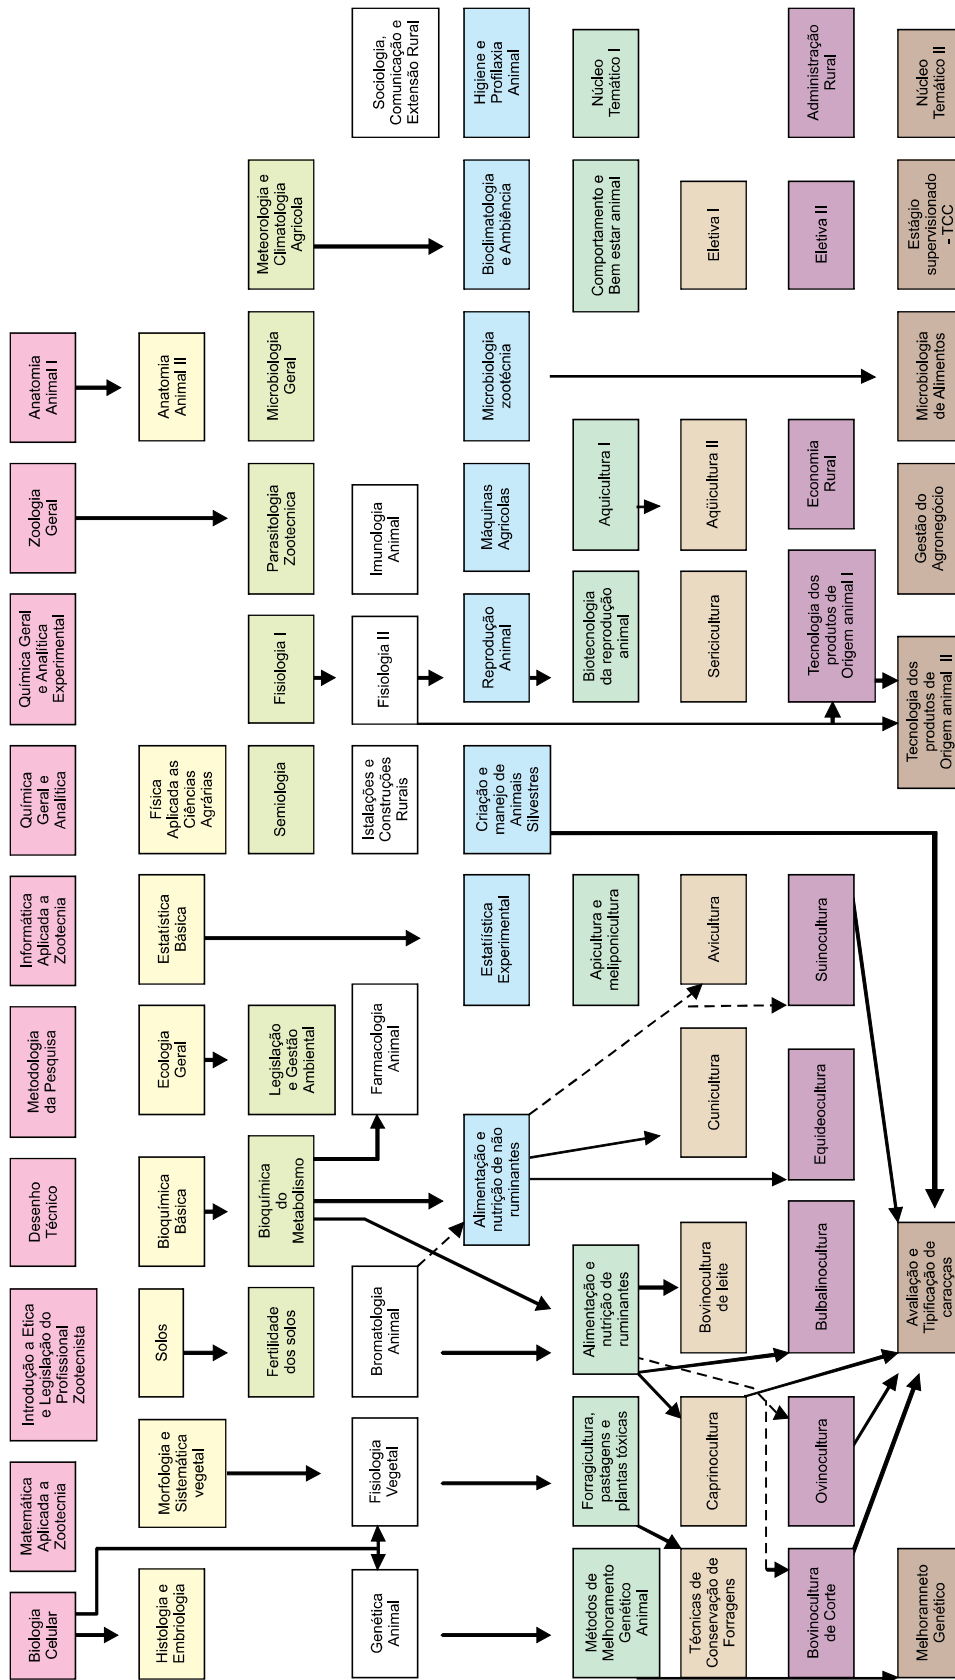 Biologia
Celular
Matemática
Aplicada a
Zootecnia
Introdução a Etica
e Legislação do
Profissional
Zootecnista
Desenho
Técnico
Metodologia
da Pesquisa
Informática
Aplicada a
Zootecnia
Química
Geral e
Analítica
Química Geral
e Analítica
Experimental
Zoologia
Geral
Anatomia
Animal I
Histologia e
Embriologia
Morfologia e
Sistemática
vegetal
Solos
Bioquímica
Básica
Ecologia
Geral
Estatística
Básica
Física
Aplicada as
Ciências
Agrárias
Anatomia
Animal II
Fertilidade
dos solos
Bioquímica
do
Metabolismo
Legislação
e Gestão
Ambiental
Semiologia
Fisiologia I
Parasitologia
Zootecnica
Microbiologia
Geral
Meteorologia e
Climatologia
Agrícola
Genética
Animal
Fisiologia
Vegetal
Bromatologia
Animal
Farmacologia
Animal
Istalações e
Construções
Rurais
Fisiologia II
Imunologia
Animal
Sociologia,
Comunicação e
Extensão Rural
Alimentação e
nutrição de não
ruminantes
Estatíistica
Experimental
Criação e
manejo de
Animais
Silvestres
Reprodução
Animal
Máquinas
Agricolas
Microbiologia
zootécnia
Bioclimatologia
e Ambiência
Higiene e
Profilaxia
Animal
Métodos de
Melhoramento
Genético
Animal
Forragicultura,
pastagens e
plantas tóxicas
Alimentação e
nutrição de
ruminantes
Apicultura e
meliponicultura
Biotecnologia
da reprodução
animal
Aquicultura I
Comportamento e
Bem estar animal
Núcleo
Temático I
Técnicas de
Conservação de
Forragens
Caprinocultura
Bovinocultura
de leite
Cunicultura
Avicultura
Sericicultura
Aqüicultura II
Eletiva I
Bovinocultura
de Corte
Ovinocultura
Bulbalinocultura
Equideocultura
Suinocultura
Tecnologia dos
produtos de
Origem animal I
Economia
Rural
Eletiva II
Administração
Rural
Melhoramneto
Genético
Avaliação e
Tipificação de
caracças
Tecnologia dos
produtos de
Origem animal II
Gestão do
Agronegócio
Microbiologia
de Alimentos
Estágio
supervisionado
- TCC
Núcleo
Temático II